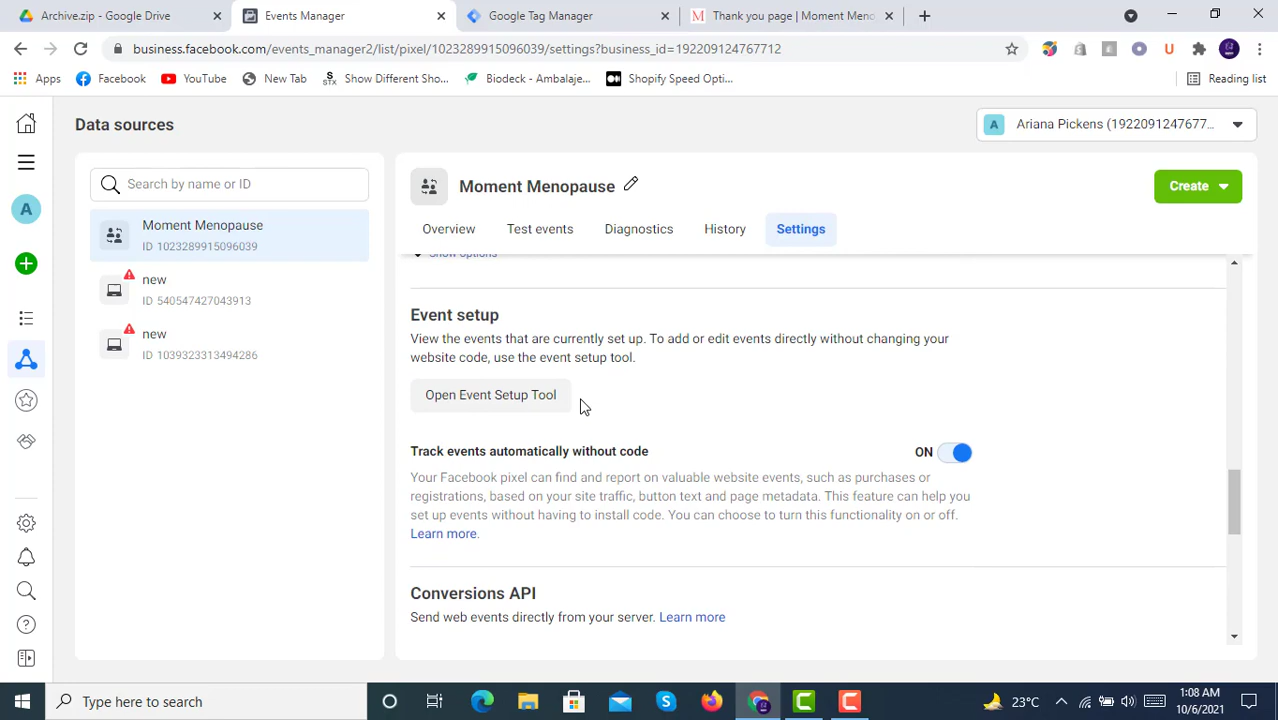 Archive.zip - Google Drive
Events Manager
Google Tag Manager
Thank you page | Moment Meno
business.facebook.com/events_manager2/list/pixel/1023289915096039/settings?business_id=192209124767712
Apps
Facebook
YouTube
New Tab
STX
Show Different Sho...
Biodeck - Ambalaje...
Shopify Speed Opti...
Reading list
Data sources
A
Ariana Pickens (1922091247677...
A
Search by name or ID
Moment Menopause
ID 1023289915096039
new
ID 540547427043913
new
ID 1039323313494286
Moment Menopause
Create
Overview
Test events
Diagnostics
History
Settings
Show options
Event setup
View the events that are currently set up. To add or edit events directly without changing your
website code, use the event setup tool.
Open Event Setup Tool
Track events automatically without code
ON
Your Facebook pixel can find and report on valuable website events, such as purchases or
registrations, based on your site traffic, button text and page metadata. This feature can help you
set up events without having to install code. You can choose to turn this functionality on or off.
Learn more.
Conversions API
Send web events directly from your server. Learn more
Type here to search
23°C
1:08 AM
10/6/2021